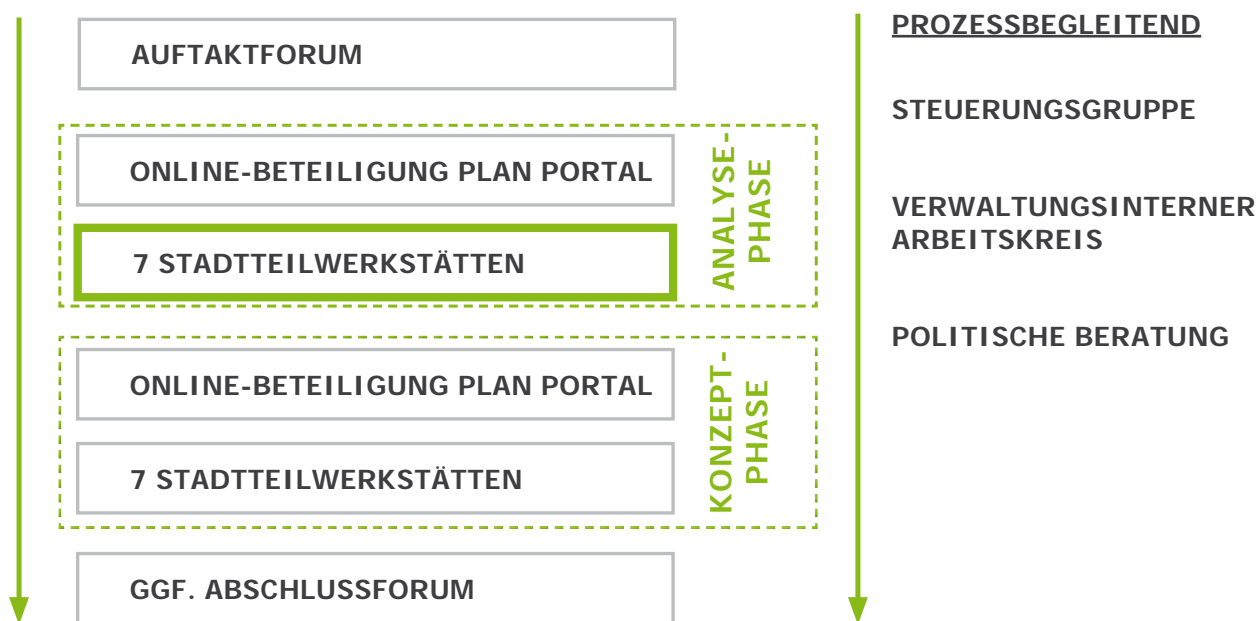 AUFTAKTFORUM
ONLINE-BETEILIGUNG PLAN PORTAL
7 STADTTEILWERKSTÄTTEN
ANALYSE-
PHASE
ONLINE-BETEILIGUNG PLAN PORTAL
7 STADTTEILWERKSTÄTTEN
KONZEPT-
PHASE
GGF. ABSCHLUSSFORUM
PROZESSBEGLEITEND
STEUERUNGSGRUPPE
VERWALTUNGSINTERNER
ARBEITSKREIS
POLITISCHE BERATUNG